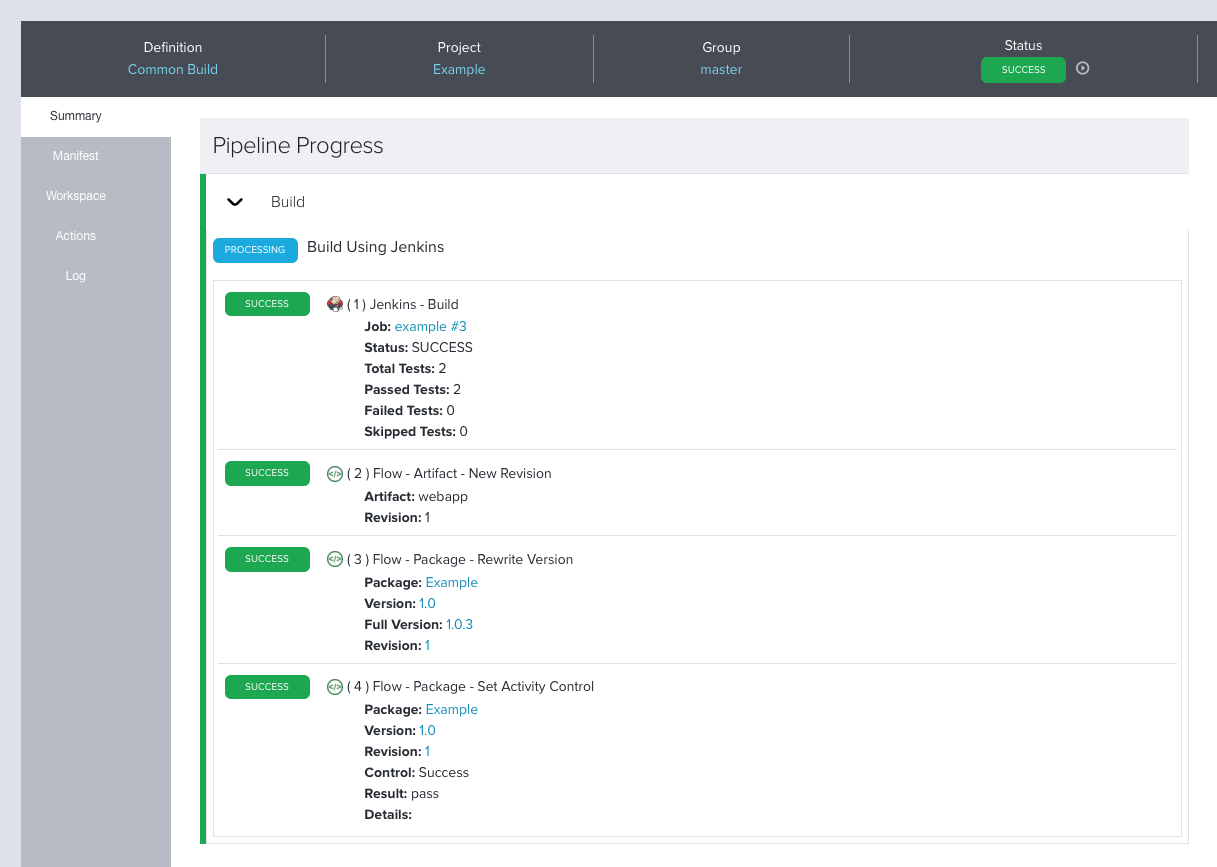 Definition
Common Build
Project
Example
Group
master
Status
SUCCESS
Summary
Manifest
Workspace
Actions
Log
Pipeline Progress
Build
PROCESSING Build Using Jenkins
SUCCESS ( 1 ) Jenkins - Build
Job: example #3
Status: SUCCESS
Total Tests: 2
Passed Tests: 2
Failed Tests: 0
Skipped Tests: 0
SUCCESS </> ( 2 ) Flow - Artifact - New Revision
Artifact: webapp
Revision: 1
SUCCESS </> ( 3 ) Flow - Package - Rewrite Version
Package: Example
Version: 1.0
Full Version: 1.0.3
Revision: 1
SUCCESS </> ( 4 ) Flow - Package - Set Activity Control
Package: Example
Version: 1.0
Revision: 1
Control: Success
Result: pass
Details: